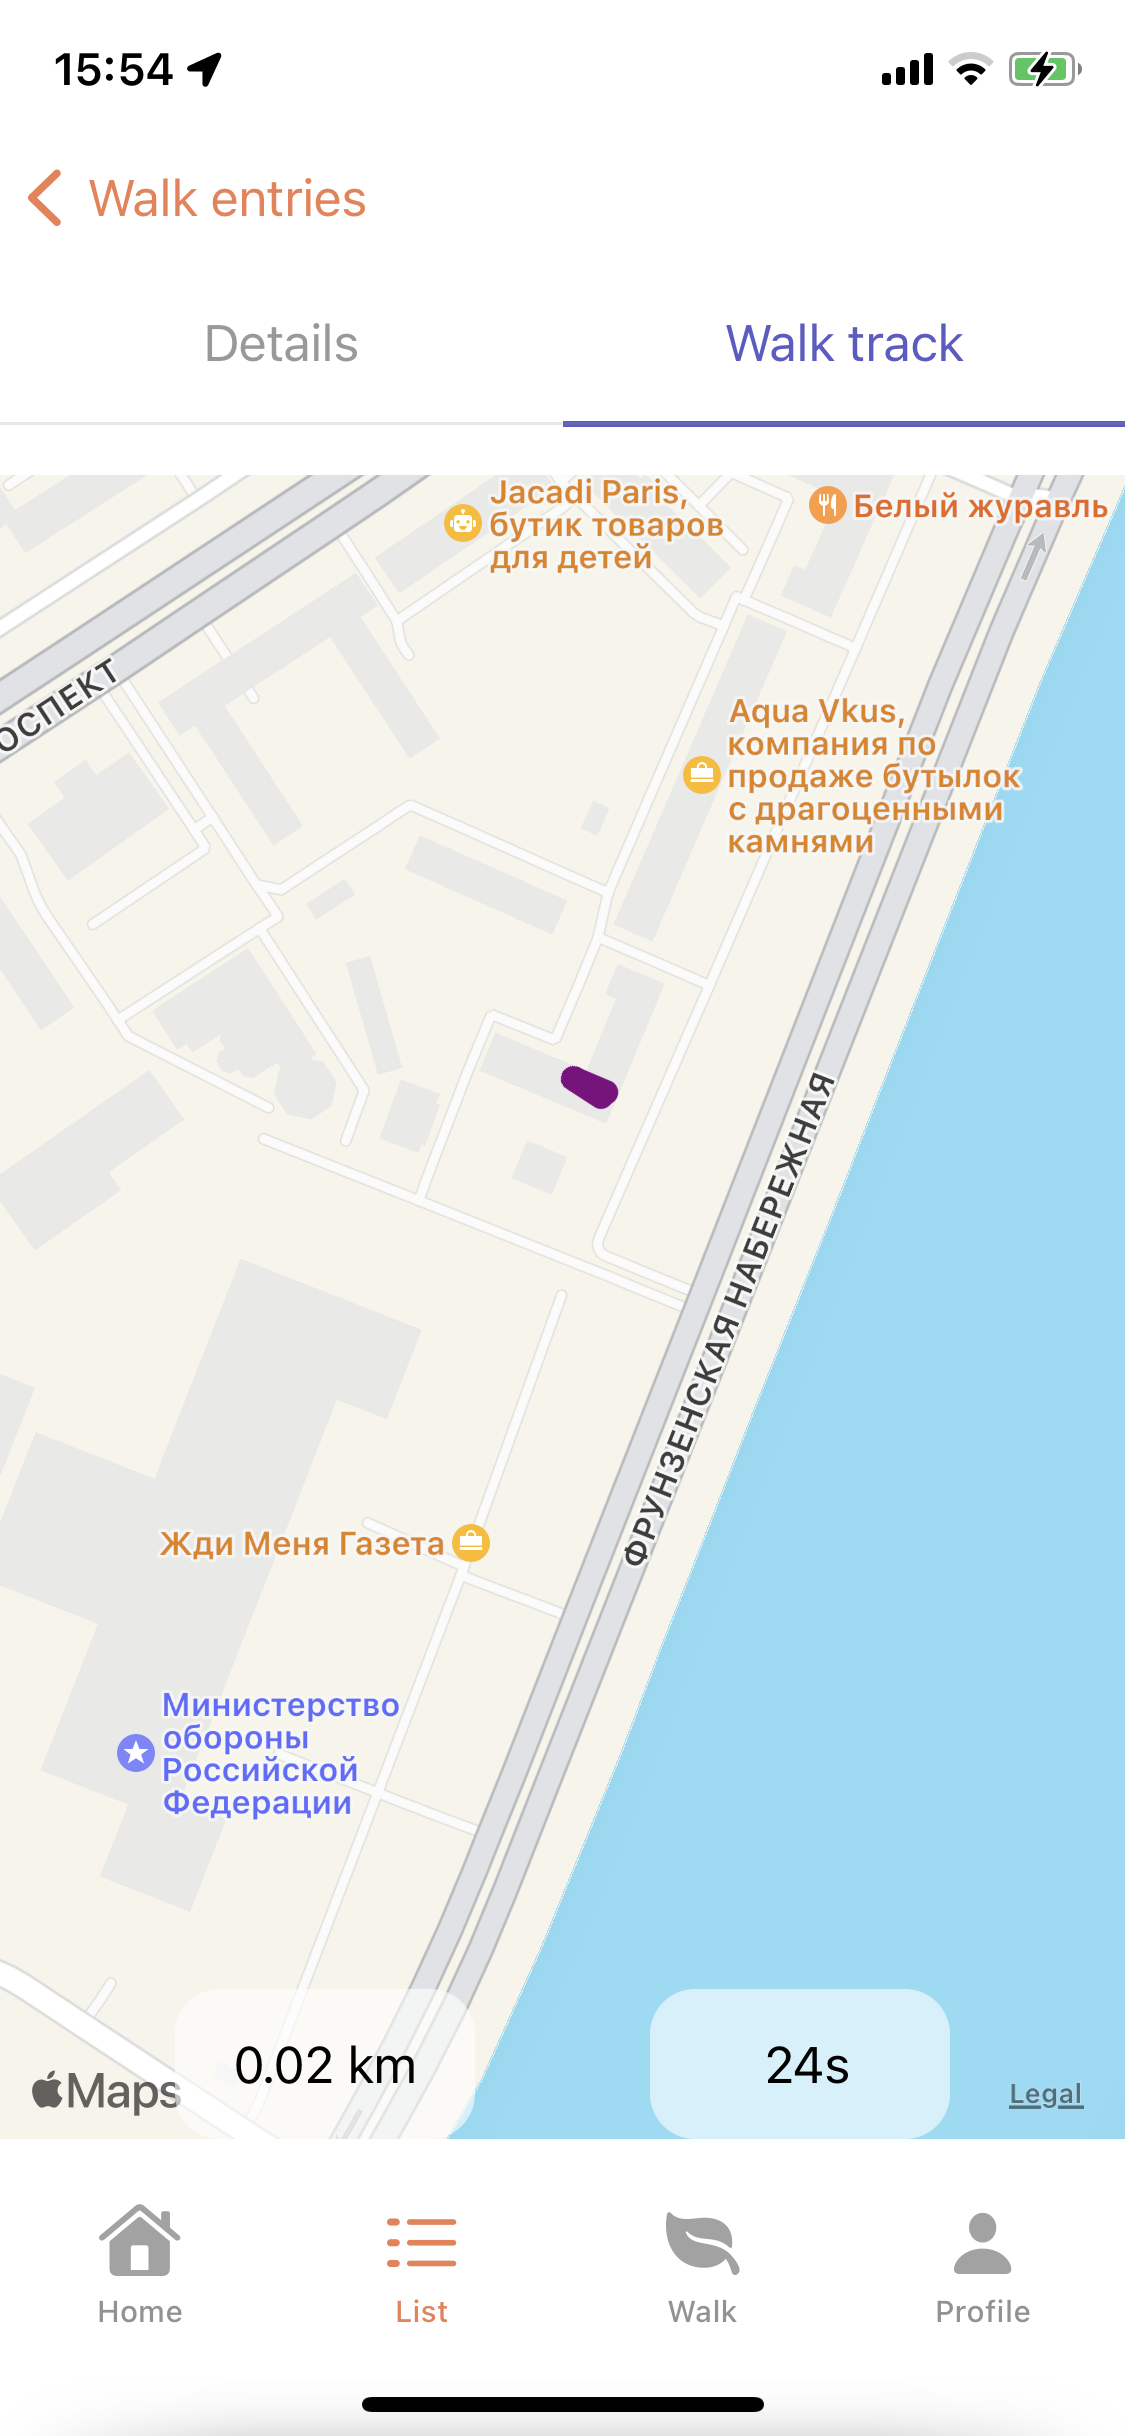 15:54
Walk entries
Details
Walk track
Jacadi Paris,
бутик товаров
для детей
Белый журавль
ОСПЕКТ
Aqua Vkus,
компания по
продаже бутылок
с драгоценными
камнями
ФРУНЗЕНСКАЯ НАБЕРЕЖНАЯ
Жди Меня Газета
Министерство
обороны
Российской
Федерации
0.02 km
24s
Maps
Legal
Home
List
Walk
Profile